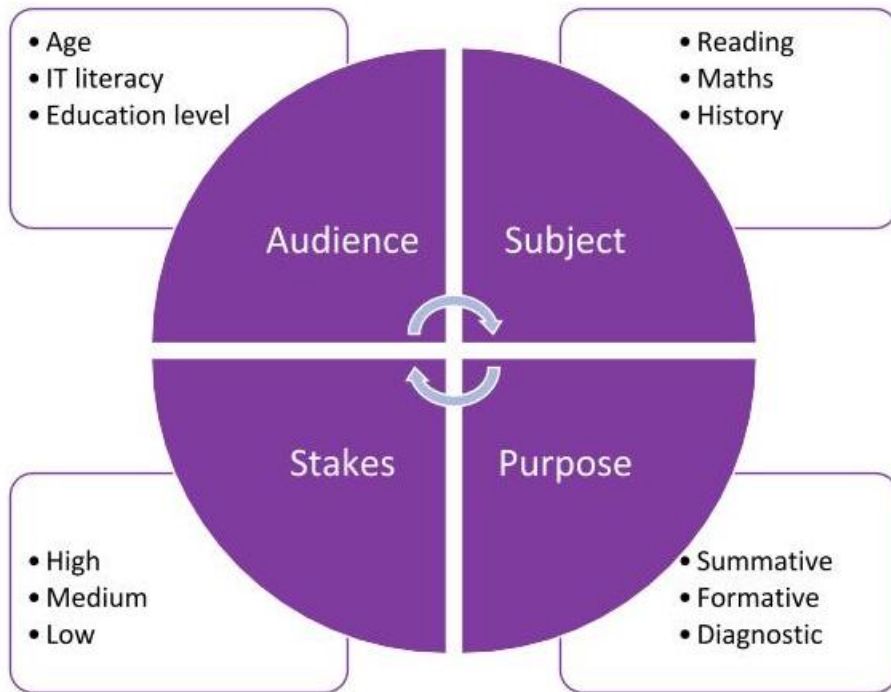 • Age
• IT literacy
• Education level
• Reading
• Maths
• History
Audience
Subject
Stakes
Purpose
• High
• Medium
• Low
• Summative
• Formative
• Diagnostic